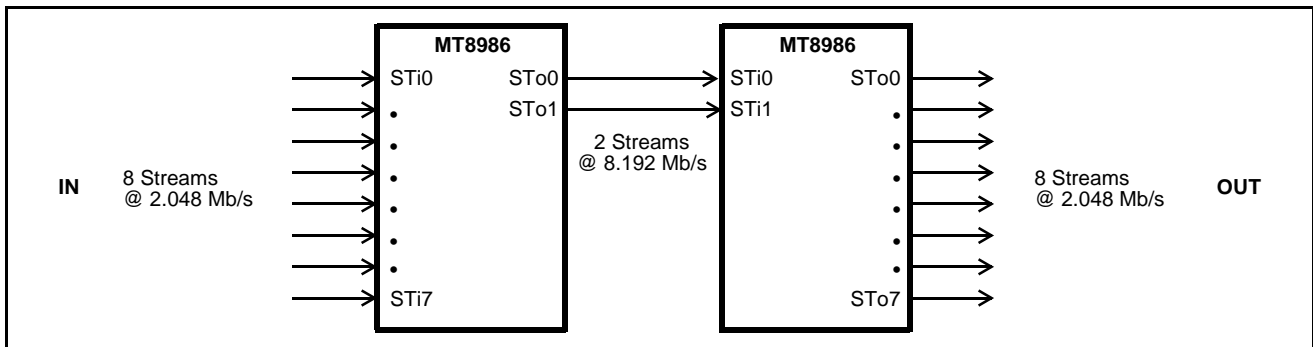 MT8986
MT8986
STi0
STo0
STi0
STo0
STo1
STi1
2 Streams
@ 8.192 Mb/s
IN
8 Streams
@ 2.048 Mb/s
8 Streams
@ 2.048 Mb/s
OUT
STi7
STo7